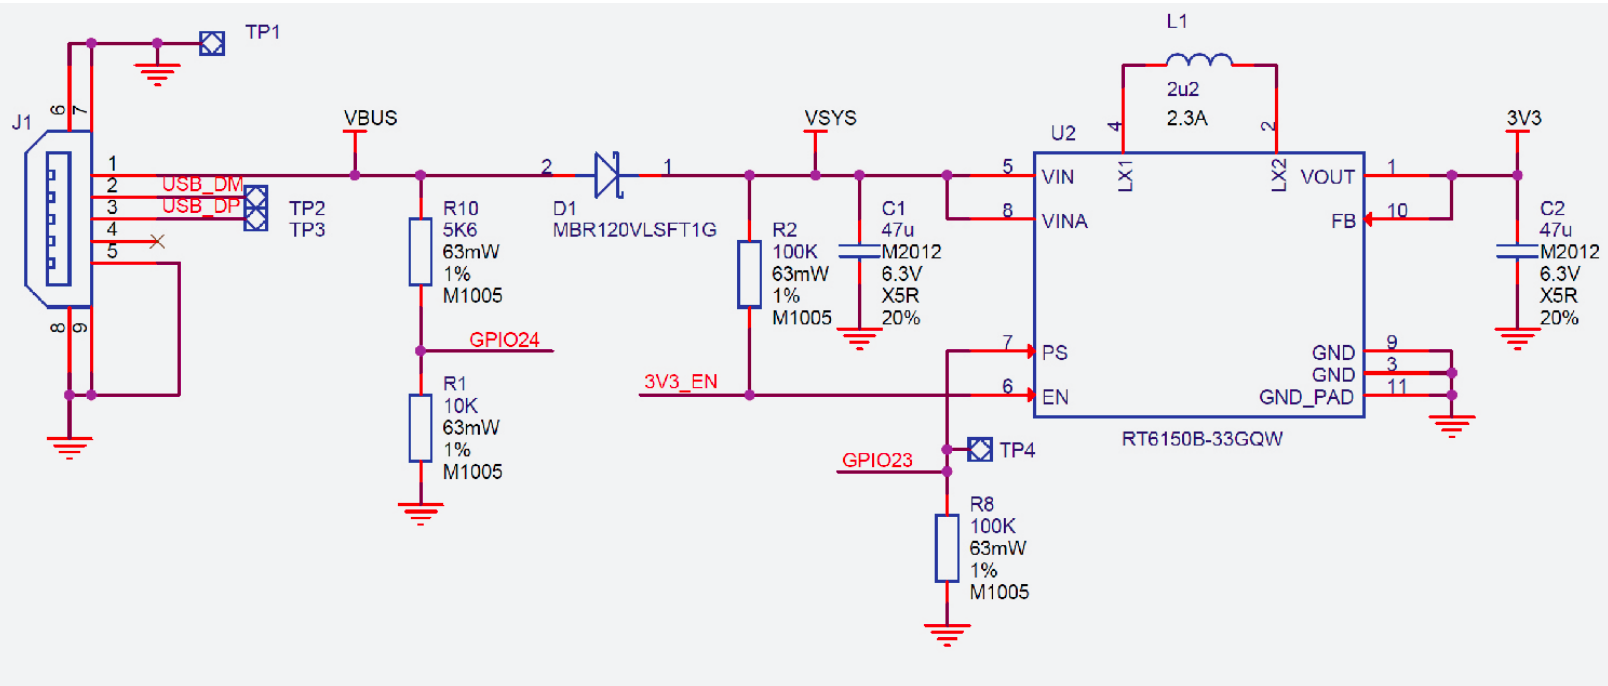 TP1
L1
2u2
2.3A
J1
6
7
VBUS
VSYS
U2
4
2
3V3
1
2
3
4
5
USB_DM
USB_DP
TP2
TP3
8
9
2
1
D1
MBR120VLSFT1G
R10
5K6
63mW
1%
M1005
GPIO24
R1
10K
63mW
1%
M1005
R2
100K
63mW
1%
M1005
C1
47u
M2012
6.3V
X5R
20%
3V3_EN
5
VIN
8
VINA
7
PS
6
EN
LX1
LX2
VOUT
1
FB
10
GND
9
GND
3
GND_PAD
11
RT6150B-33GQW
C2
47u
M2012
6.3V
X5R
20%
TP4
GPIO23
R8
100K
63mW
1%
M1005